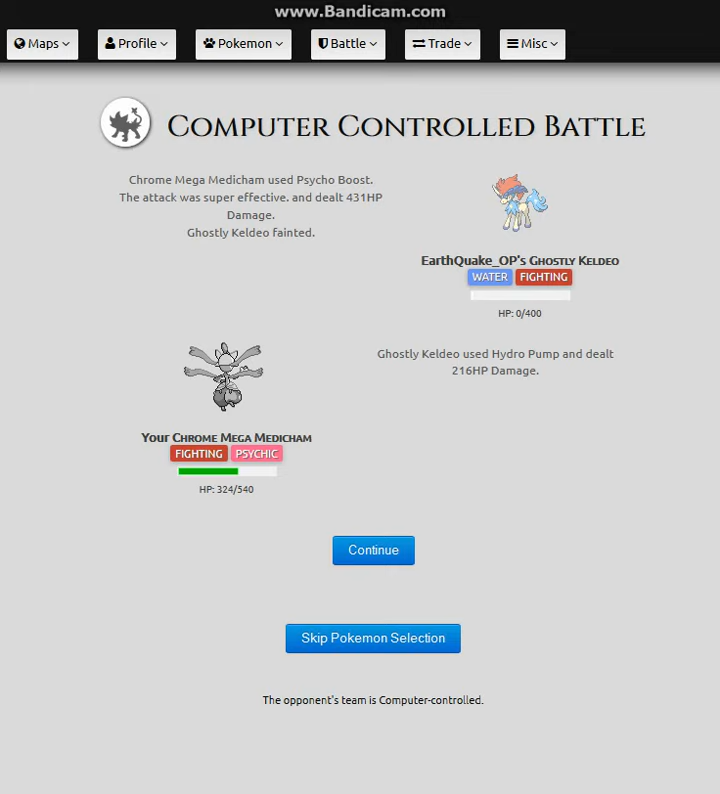 www.Bandicam.com
Maps
Profile
Pokemon
Battle
Trade
Misc
Computer Controlled Battle
Chrome Mega Medicham used Psycho Boost.
The attack was super effective. and dealt 431HP
Damage.
Ghostly Keldeo fainted.
EarthQuake_OP's Ghostly Keldeo
WATER FIGHTING
HP: 0/400
Ghostly Keldeo used Hydro Pump and dealt
216HP Damage.
Your Chrome Mega Medicham
FIGHTING PSYCHIC
HP: 324/540
Continue
Skip Pokemon Selection
The opponent's team is Computer-controlled.